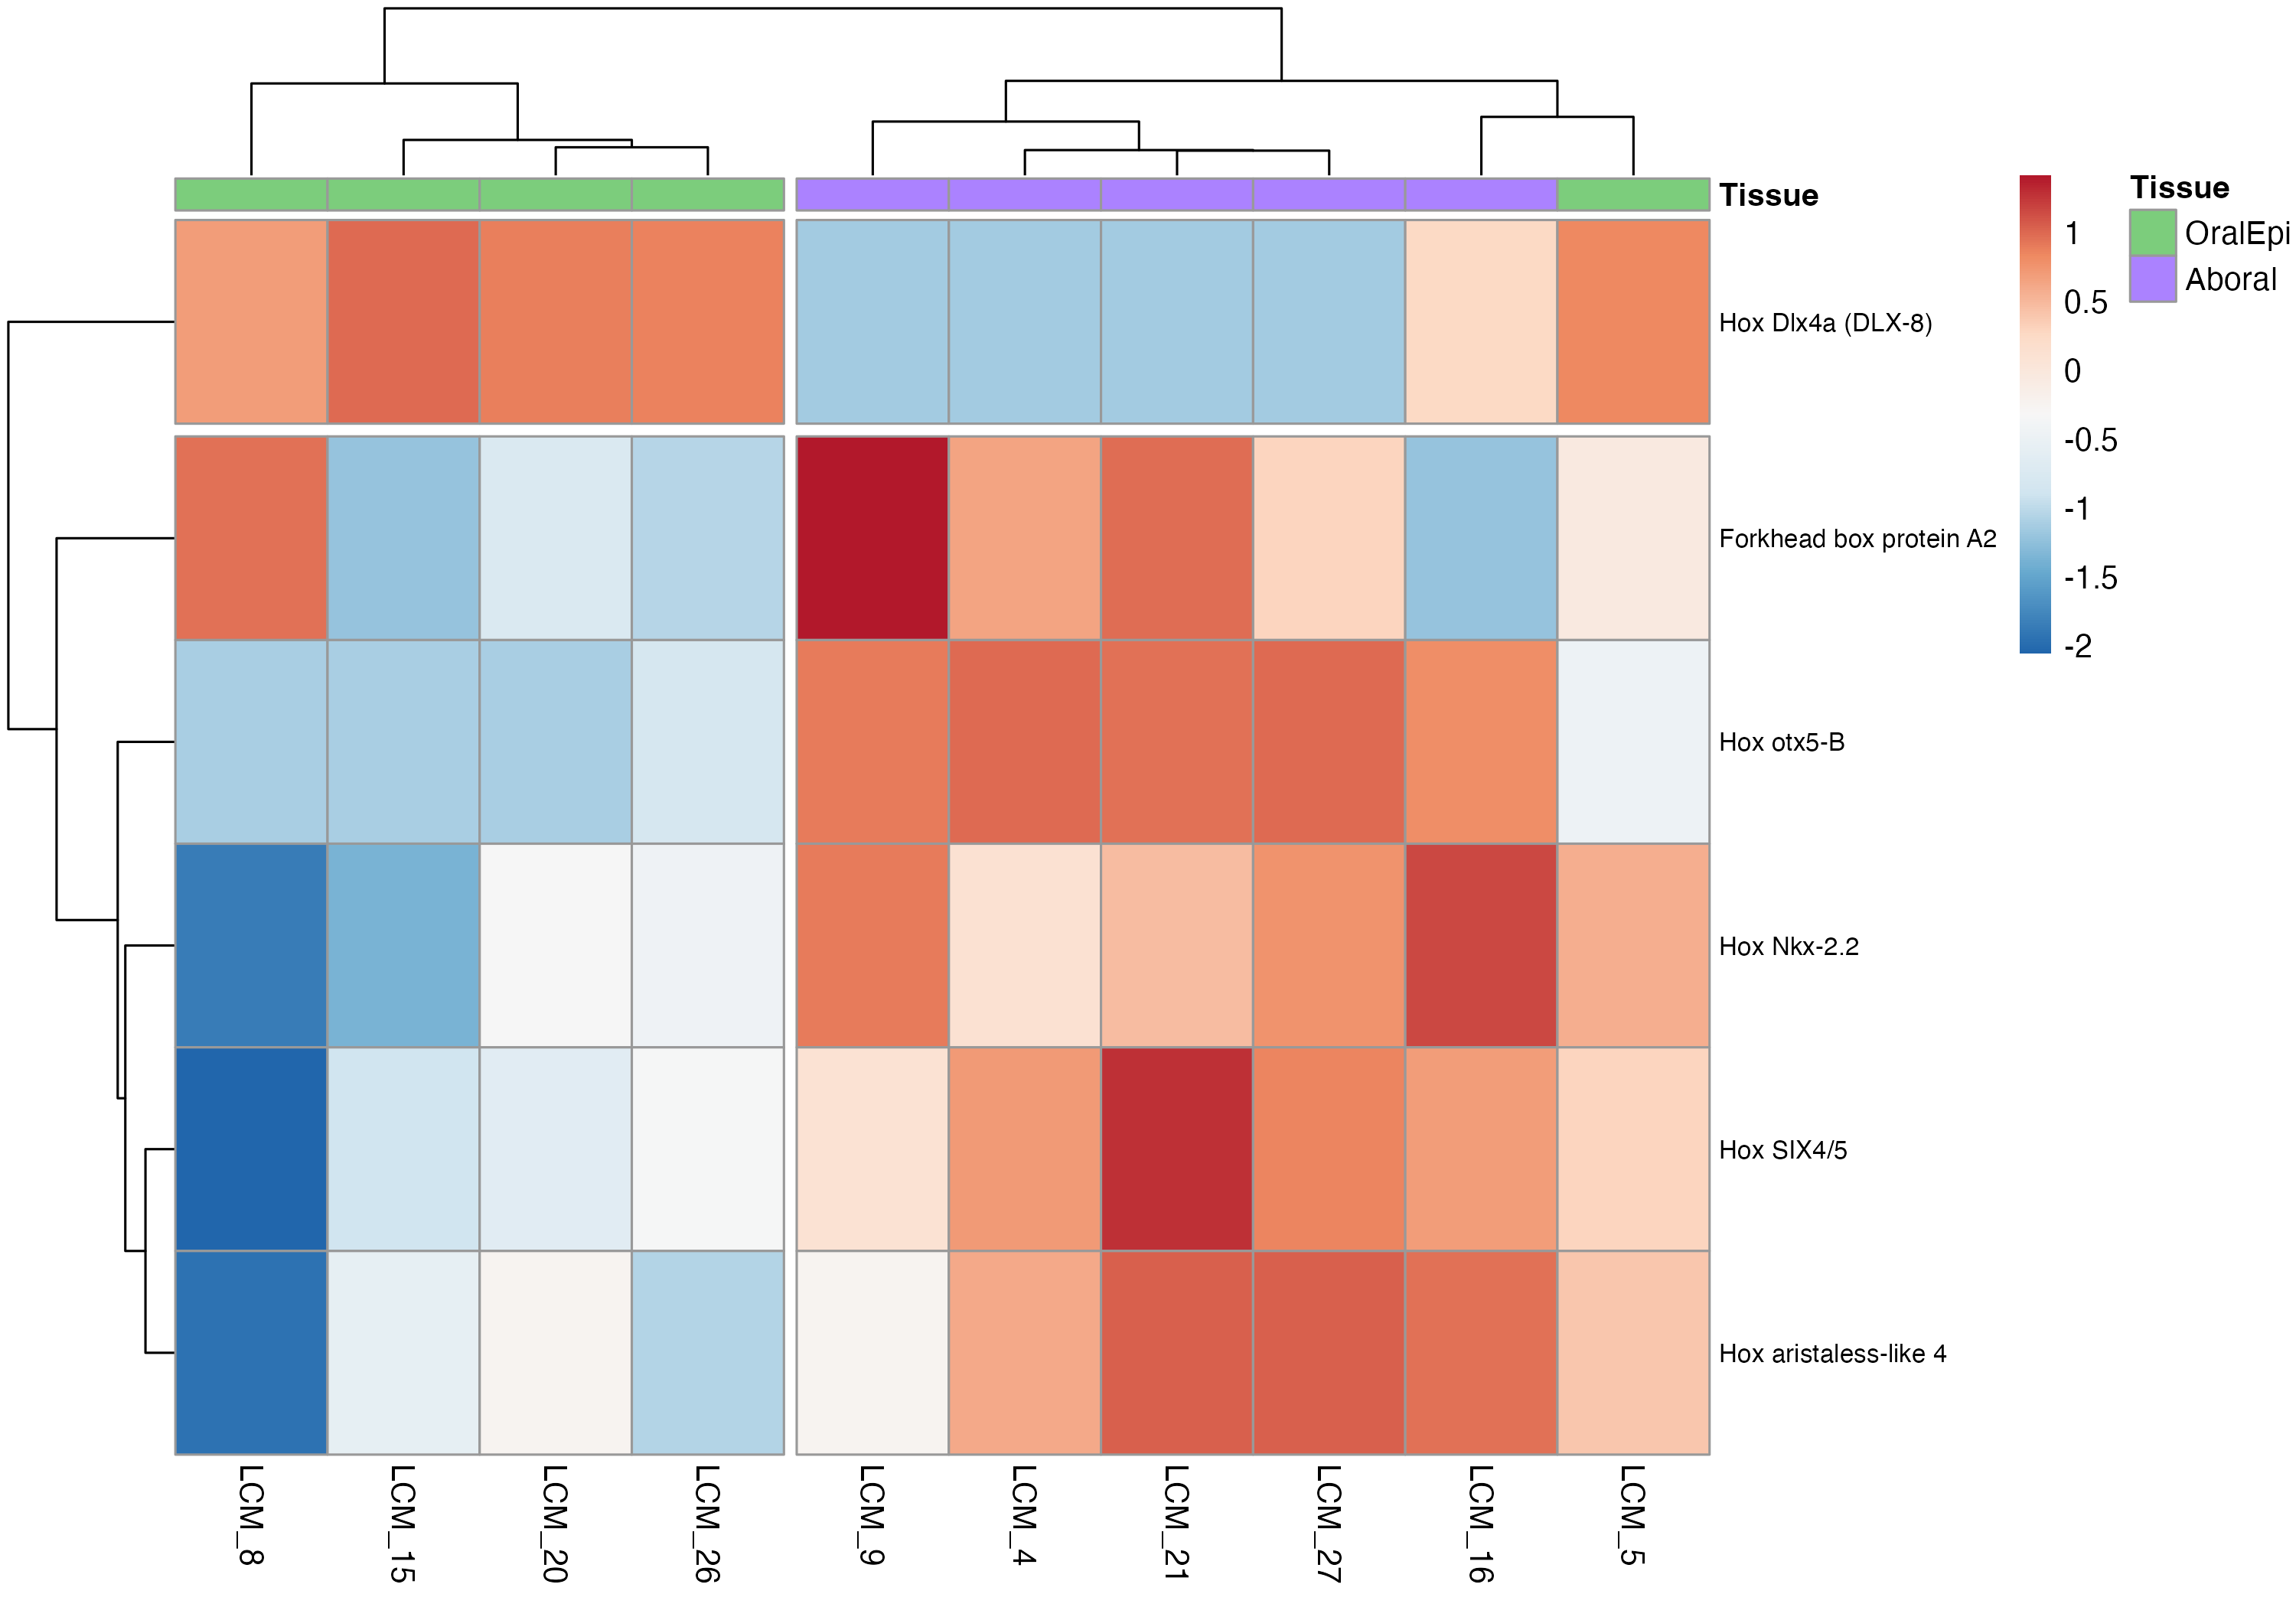 Tissue
Tissue
OralEpi
Aboral
1
0.5
0
-0.5
-1
-1.5
-2
Hox Dlx4a (DLX-8)
Forkhead box protein A2
Hox otx5-B
Hox Nkx-2.2
Hox SIX4/5
Hox aristaless-like 4
LCM_8
LCM_15
LCM_20
LCM_26
LCM_9
LCM_4
LCM_21
LCM_27
LCM_16
LCM_5